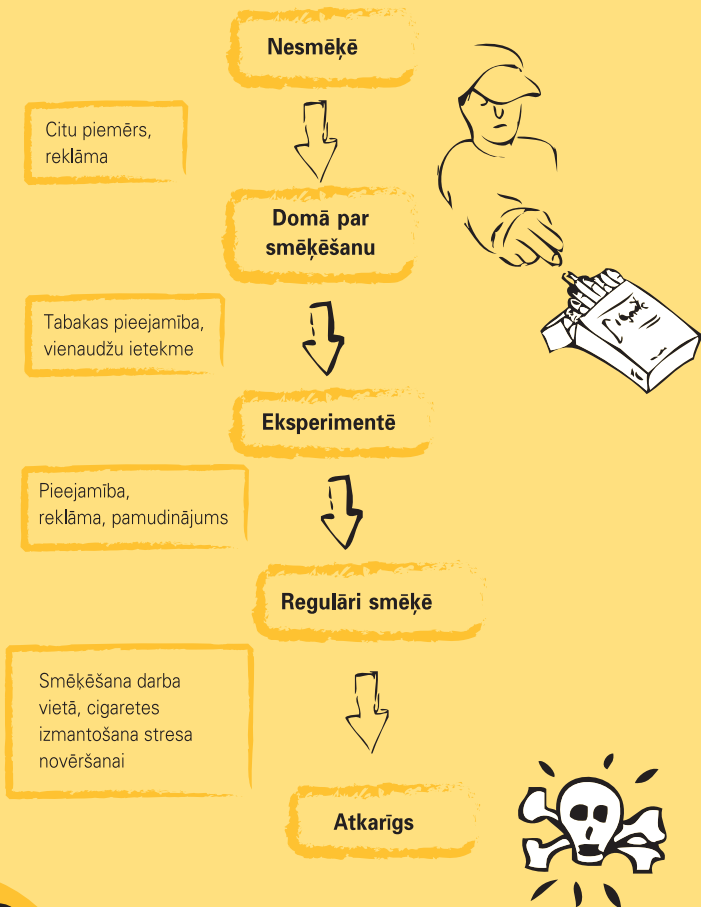 Nesmēķē
Citu piemērs,
reklāma
Domā par
smēķēšanu
Tabakas pieejamība,
vienaudžu ietekme
Eksperimentē
Pieejamība,
reklāma, pamudinājums
Regulāri smēķē
Smēķēšana darba
vietā, cigaretes
izmantošana stresa
novēršanai
Atkarīgs